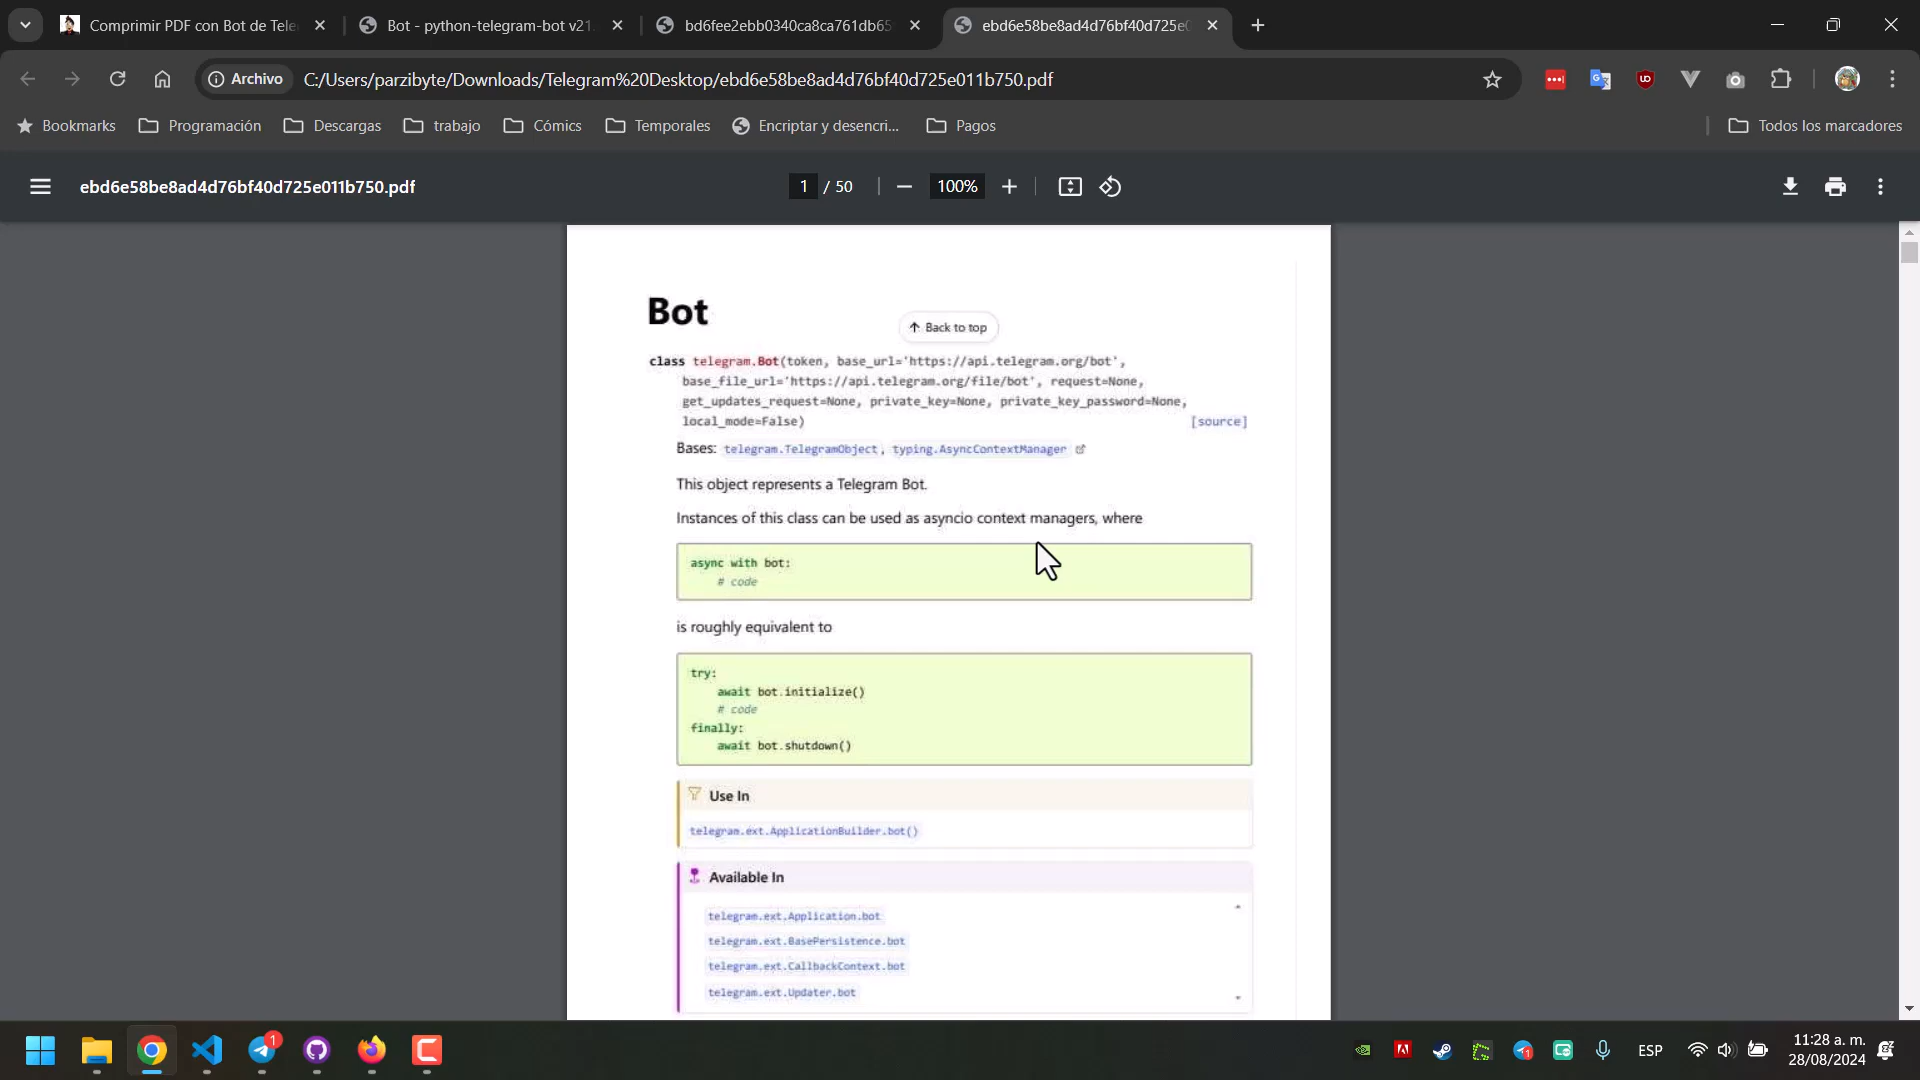 Comprimir PDF con Bot de Tele
Bot - python-telegram-bot v21.
bd6fee2ebb0340ca8ca761db65
ebd6e58be8ad4d76bf40d725e0
Archivo
C:/Users/parzibyte/Downloads/Telegram%20Desktop/ebd6e58be8ad4d76bf40d725e011b750.pdf
Bookmarks
Programación
Descargas
trabajo
Cómics
Temporales
Encriptar y desencri...
Pagos
Todos los marcadores
ebd6e58be8ad4d76bf40d725e011b750.pdf
1 / 50
100%
Bot
Back to top
class telegram.Bot(token, base_url='https://api.telegram.org/bot',
base_file_url='https://api.telegram.org/file/bot', request=None,
get_updates_request=None, private_key=None, private_key_password=None,
local_mode=False) [source]
Bases: telegram.TelegramObject, typing.AsyncContextManager
This object represents a Telegram Bot.
Instances of this class can be used as asyncio context managers, where
async with bot:
# code
is roughly equivalent to
try:
await bot.initialize()
# code
finally:
await bot.shutdown()
Use In
telegram.ext.ApplicationBuilder.bot()
Available In
telegram.ext.Application.bot
telegram.ext.BasePersistence.bot
telegram.ext.CallbackContext.bot
telegram.ext.Updater.bot
1
1
ESP
11:28 a. m.
28/08/2024